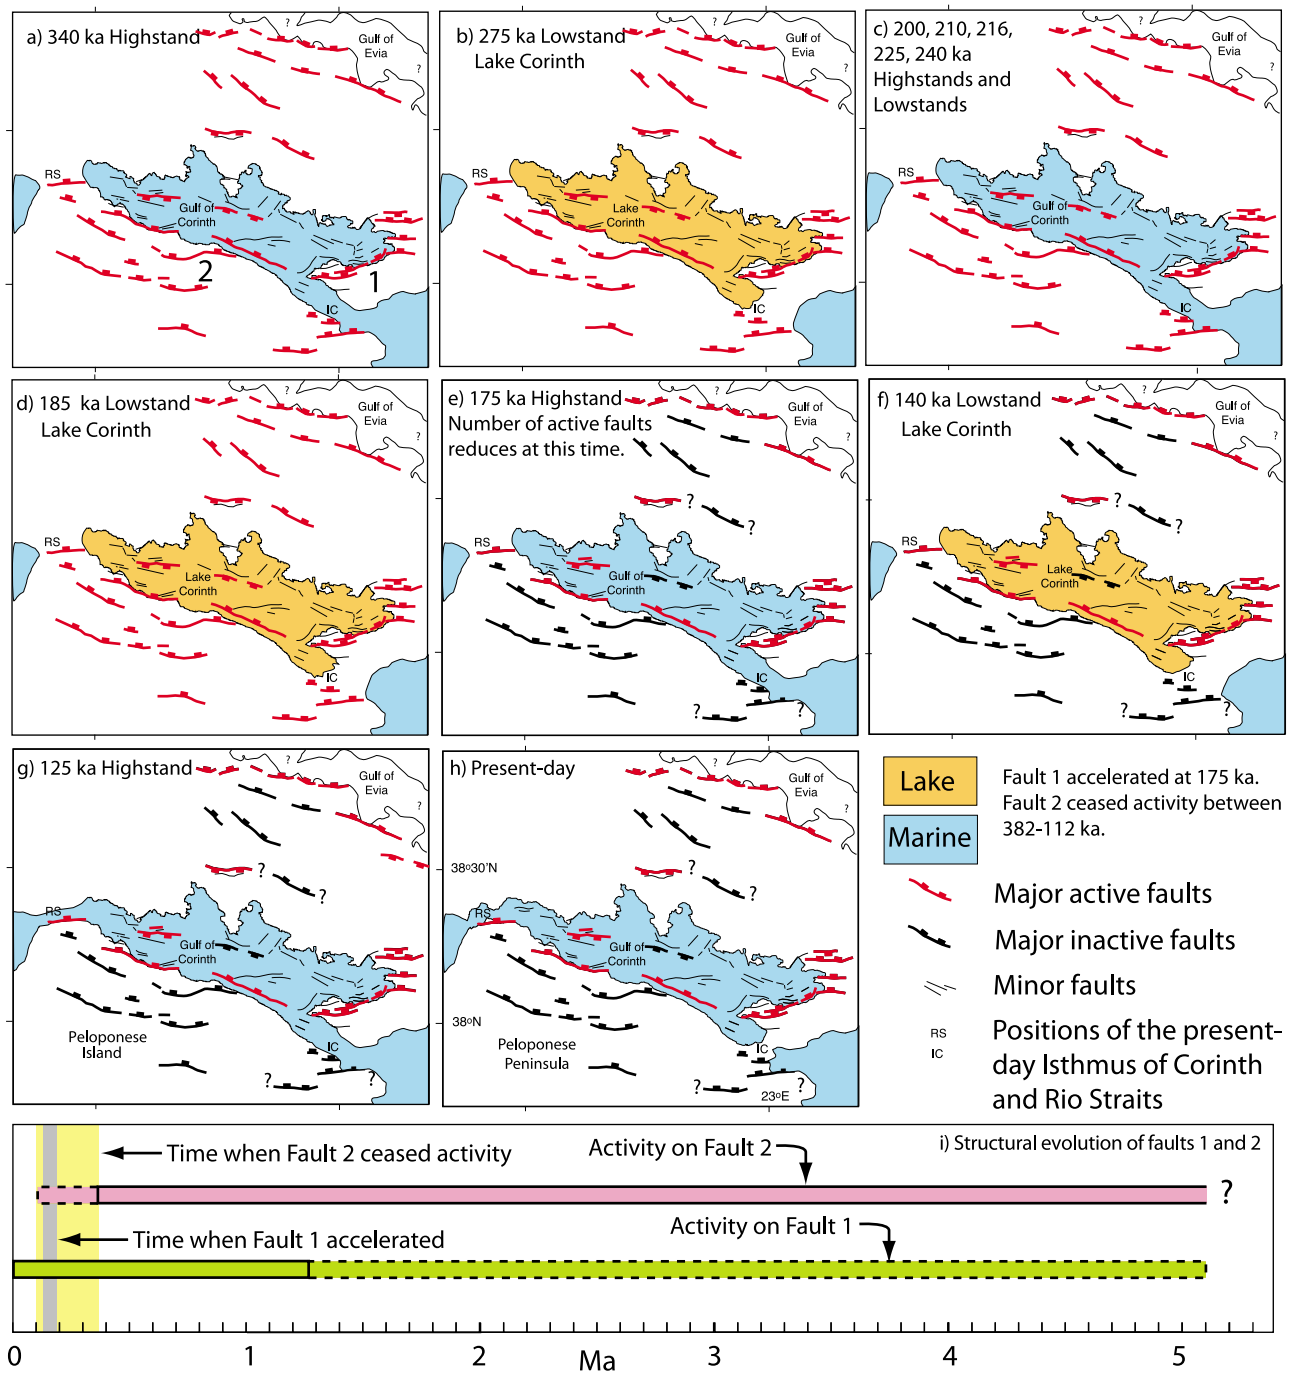 a) 340 ka Highstand
Gulf of
Evia
?
?
RS
Gulf of
Corinth
2
1
IC
b) 275 ka Lowstand
Lake Corinth
Gulf of
Evia
?
?
RS
Lake
Corinth
IC
c) 200, 210, 216,
225, 240 ka
Highstands and
Lowstands
Gulf of
Evia
?
?
RS
Gulf of
Corinth
IC
d) 185 ka Lowstand
Lake Corinth
Gulf of
Evia
?
?
RS
Lake
Corinth
IC
e) 175 ka Highstand
Number of active faults
reduces at this time.
Gulf of
Evia
?
?
?
?
RS
Gulf of
Corinth
IC
?
?
f) 140 ka Lowstand
Lake Corinth
Gulf of
Evia
?
?
?
?
RS
Lake
Corinth
IC
?
?
g) 125 ka Highstand
Gulf of
Evia
?
?
?
?
RS
Gulf of
Corinth
Peloponese
Island
IC
?
?
h) Present-day
Gulf of
Evia
?
?
38º30'N
?
?
RS
Gulf of
Corinth
38ºN
Peloponese
Peninsula
IC
?
?
23ºE
Lake
Marine
Fault 1 accelerated at 175 ka.
Fault 2 ceased activity between
382-112 ka.
Major active faults
Major inactive faults
Minor faults
RS
IC
Positions of the present-
day Isthmus of Corinth
and Rio Straits
i) Structural evolution of faults 1 and 2
Time when Fault 2 ceased activity
Activity on Fault 2
?
Time when Fault 1 accelerated
Activity on Fault 1
0 1 2 Ma 3 4 5